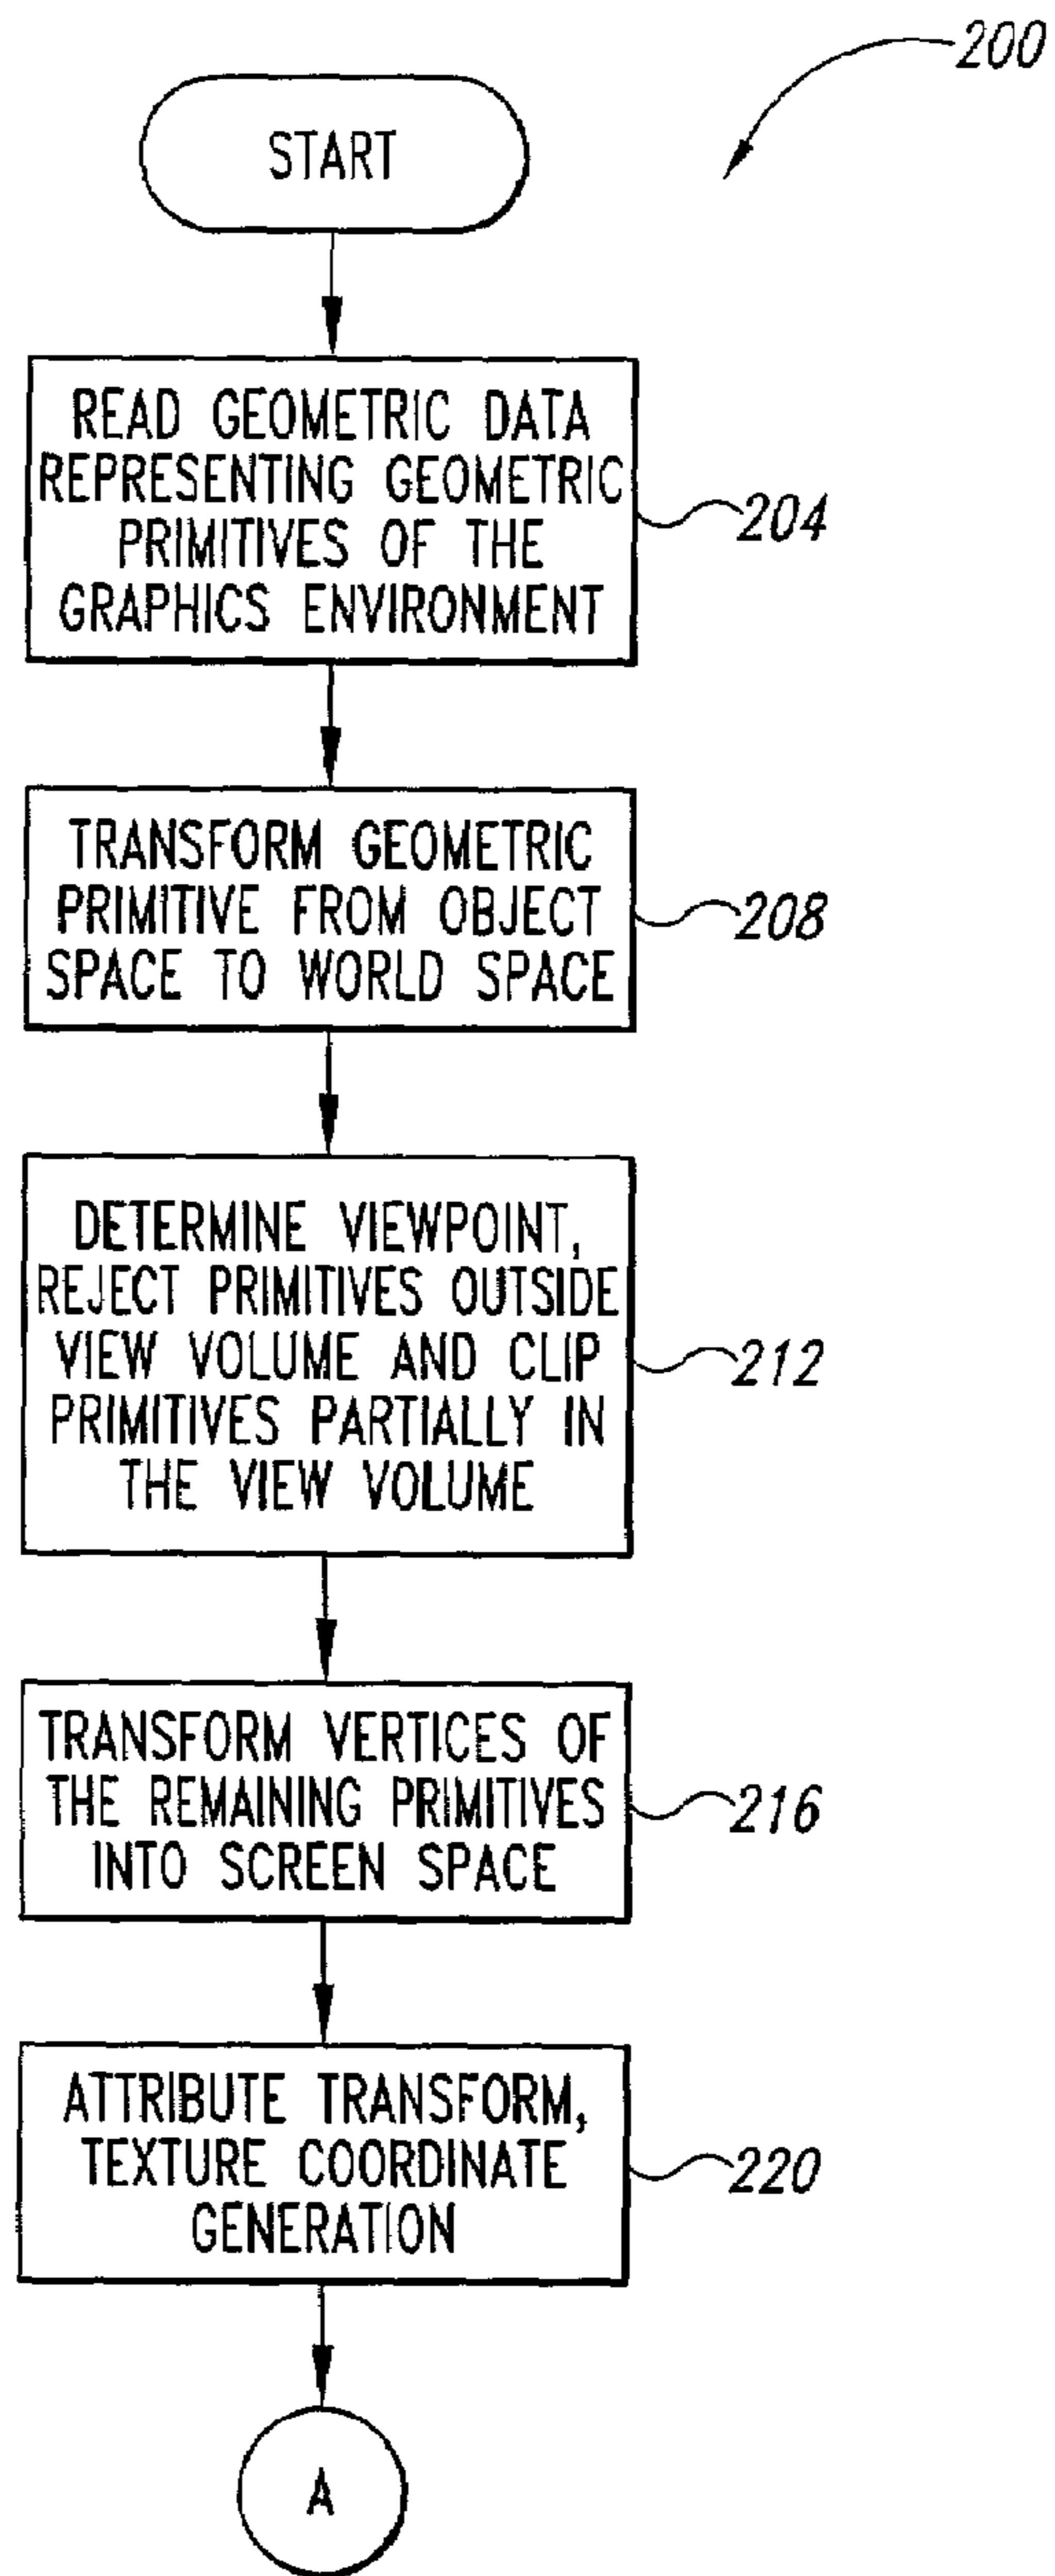 200
START
READ GEOMETRIC DATA
REPRESENTING GEOMETRIC
PRIMITIVES OF THE
GRAPHICS ENVIRONMENT
204
TRANSFORM GEOMETRIC
PRIMITIVE FROM OBJECT
SPACE TO WORLD SPACE
208
DETERMINE VIEWPOINT,
REJECT PRIMITIVES OUTSIDE
VIEW VOLUME AND CLIP
PRIMITIVES PARTIALLY IN
THE VIEW VOLUME
212
TRANSFORM VERTICES OF
THE REMAINING PRIMITIVES
INTO SCREEN SPACE
216
ATTRIBUTE TRANSFORM,
TEXTURE COORDINATE
GENERATION
220
A